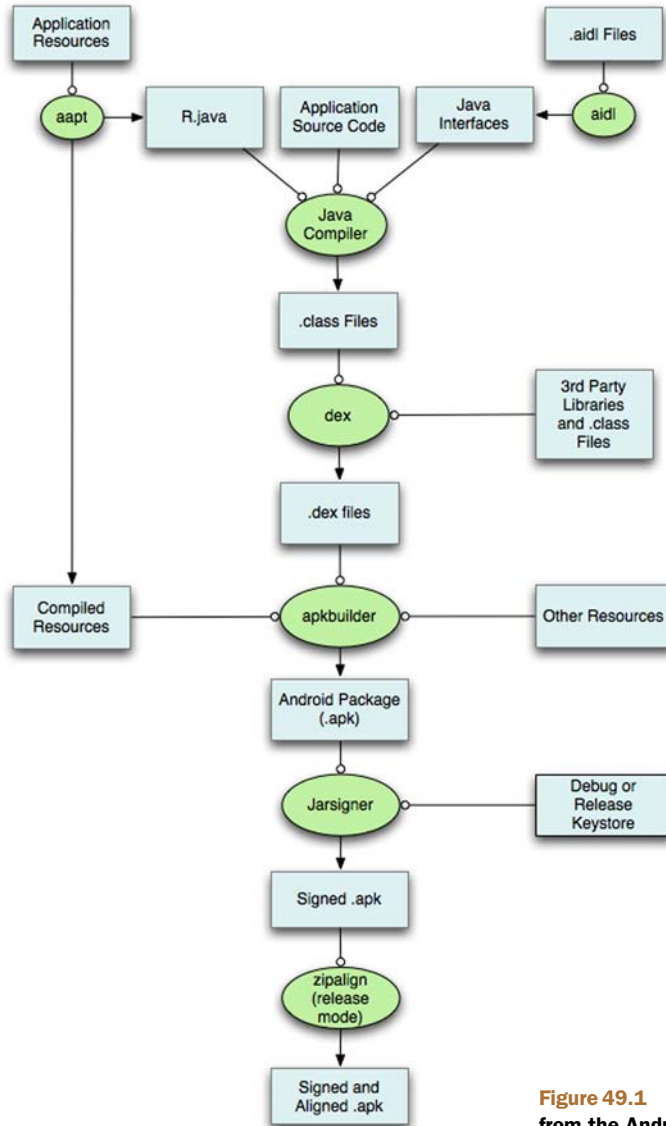 Application
Resources
.aidl Files
aapt
R.java
Application
Source Code
Java
Interfaces
aidl
Java
Compiler
.class Files
dex
3rd Party
Libraries
and .class
Files
.dex files
Compiled
Resources
apkbuilder
Other Resources
Android Package
(.apk)
Jarsigner
Debug or
Release
Keystore
Signed .apk
zipalign
(release
mode)
Signed and
Aligned .apk
Figure 49.1
from the